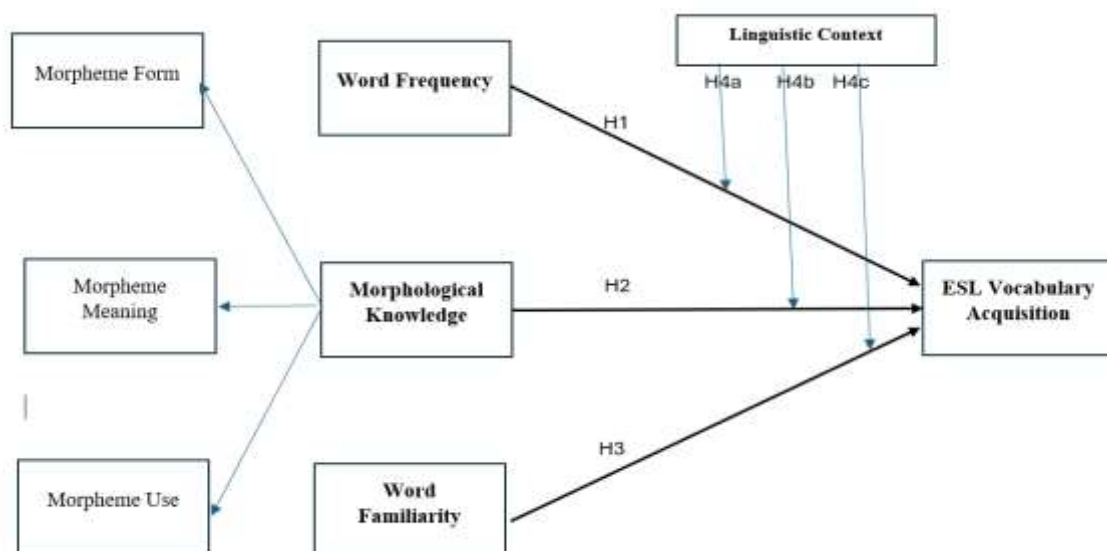 Morpheme Form
Word Frequency
Linguistic Context
H4a
H4b
H4c
H1
Morpheme
Meaning
Morphological
Knowledge
H2
ESL Vocabulary
Acquisition
H3
Morpheme Use
Word
Familiarity